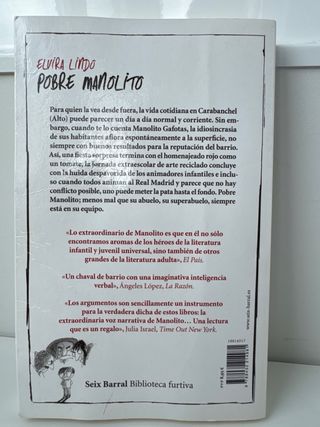 ELVIRA LINDO
POBRE MANOLITO
Para quien la vea desde fuera, la vida cotidiana en Carabanchel
(Alto) puede parecer un día a día normal y corriente. Sin em-
bargo, cuando te lo cuenta Manolito Gafotas, la idiosincrasia
de sus habitantes aflora espontáneamente a la superficie, no
siempre con buenos resultados para la reputación del barrio.
Así, una fiesta sorpresa termina con el homenajeado rojo como
un tomate, la jornada extraescolar de arte reciclado concluye
con la huida despavorida de los animadores infantiles e inclu-
so cuando todos animan al Real Madrid y parece que no hay
conflicto posible, uno puede meter la pata hasta el fondo. Pobre
Manolito; menos mal que su abuelo, su superabuelo, siempre
está en su equipo.
«Lo extraordinario de Manolito es que en él no sólo
encontramos aromas de los héroes de la literatura
infantil y juvenil universal, sino también de otros
grandes de la literatura adulta», El País.
«Un chaval de barrio con una imaginativa inteligencia
verbal», Ángeles López, La Razón.
«Los argumentos son sencillamente un instrumento
para la verdadera dicha de estos libros: la
extraordinaria voz narrativa de Manolito... Una lectura
que es un regalo», Julia Israel, Time Out New York.
www.seix-barral.es
Seix Barral Biblioteca furtiva